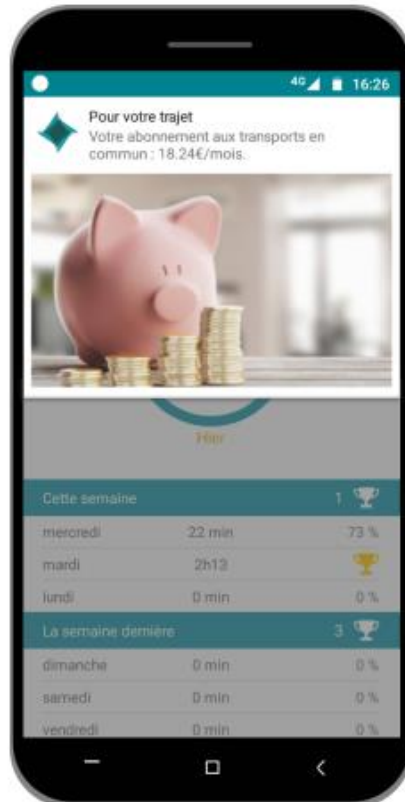 4G 16:26
Pour votre trajet
Votre abonnement aux transports en
commun : 18.24€/mois.
Hier
Cette semaine 1
mercredi 22 min 73 %
mardi 2h13
lundi 0 min 0 %
La semaine dernière 3
dimanche 0 min 0 %
samedi 0 min 0 %
vendredi 0 min 0 %